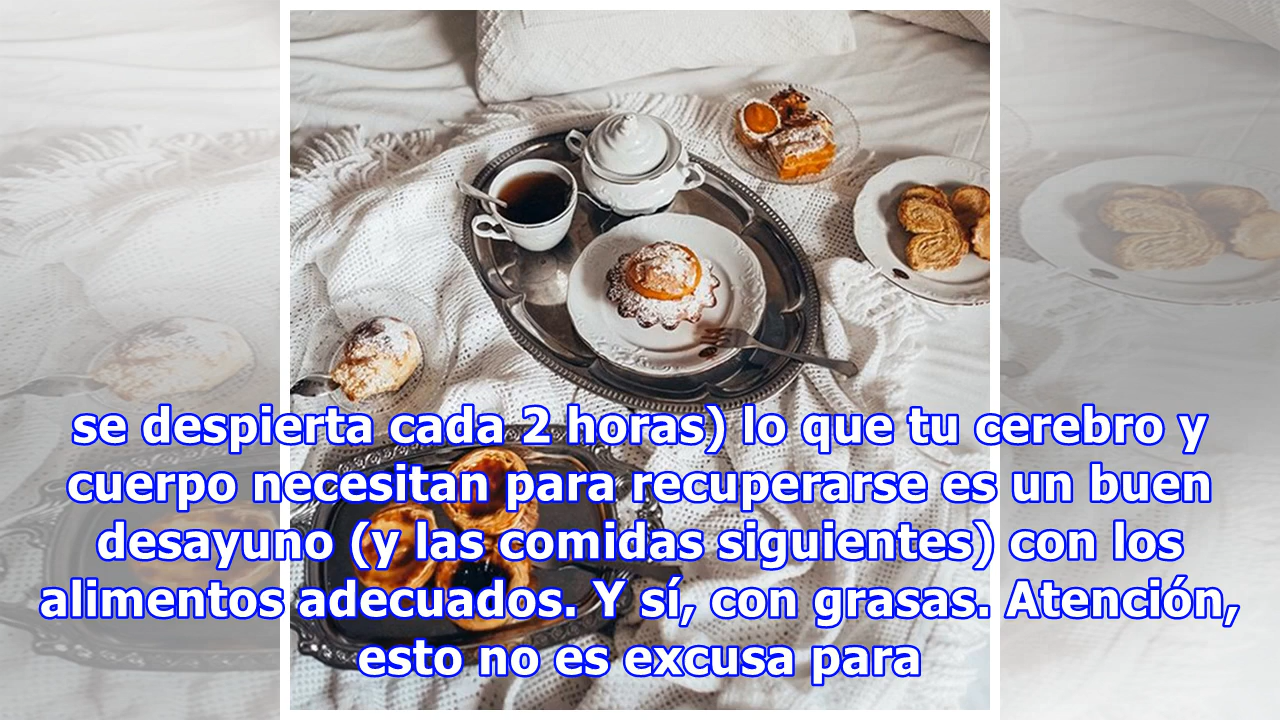 se despierta cada 2 horas) lo que tu cerebro y
cuerpo necesitan para recuperarse es un buen
desayuno (y las comidas siguientes) con los
alimentos adecuados. Y sí, con grasas. Atención,
esto no es excusa para